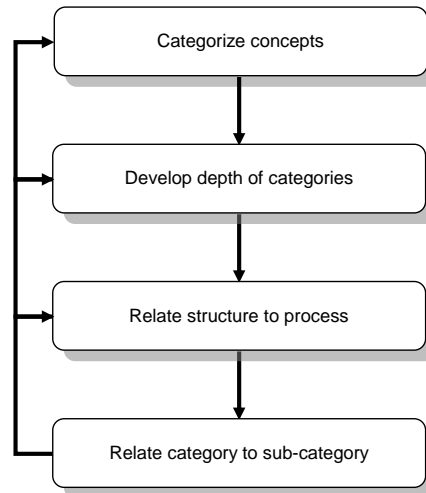 Categorize concepts
Develop depth of categories
Relate structure to process
Relate category to sub-category